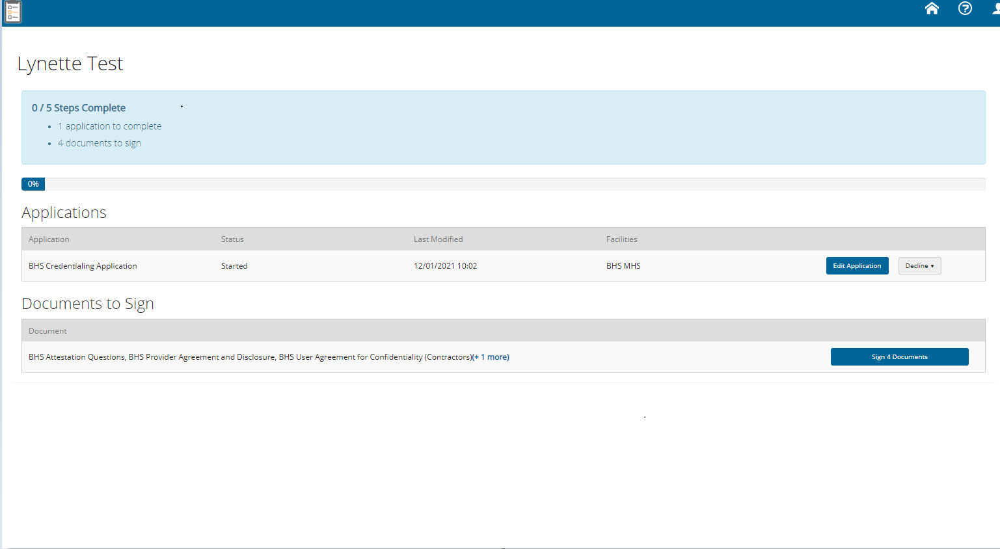 Lynette Test
0 / 5 Steps Complete
1 application to complete
4 documents to sign
0%
Applications
Application Status Last Modified Facilities
BHS Credentialing Application Started 12/01/2021 10:02 BHS MHS Edit Application Decline ▾
Documents to Sign
Document
BHS Attestation Questions, BHS Provider Agreement and Disclosure, BHS User Agreement for Confidentiality (Contractors)(+ 1 more) Sign 4 Documents